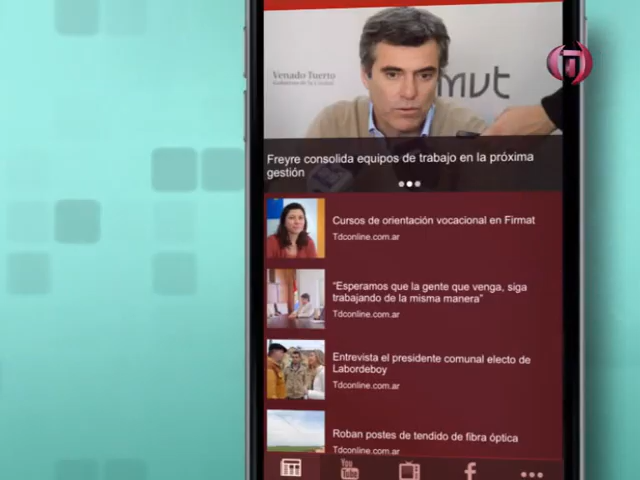 Venado Tuerto
mvt
Freyre consolida equipos de trabajo en la próxima
gestión
Cursos de orientación vocacional en Firmat
Tdconline.com.ar
“Esperamos que la gente que venga, siga
trabajando de la misma manera”
Tdconline.com.ar
Entrevista el presidente comunal electo de
Labordeboy
Tdconline.com.ar
Roban postes de tendido de fibra óptica
Tdconline.com.ar
You
Tube
f